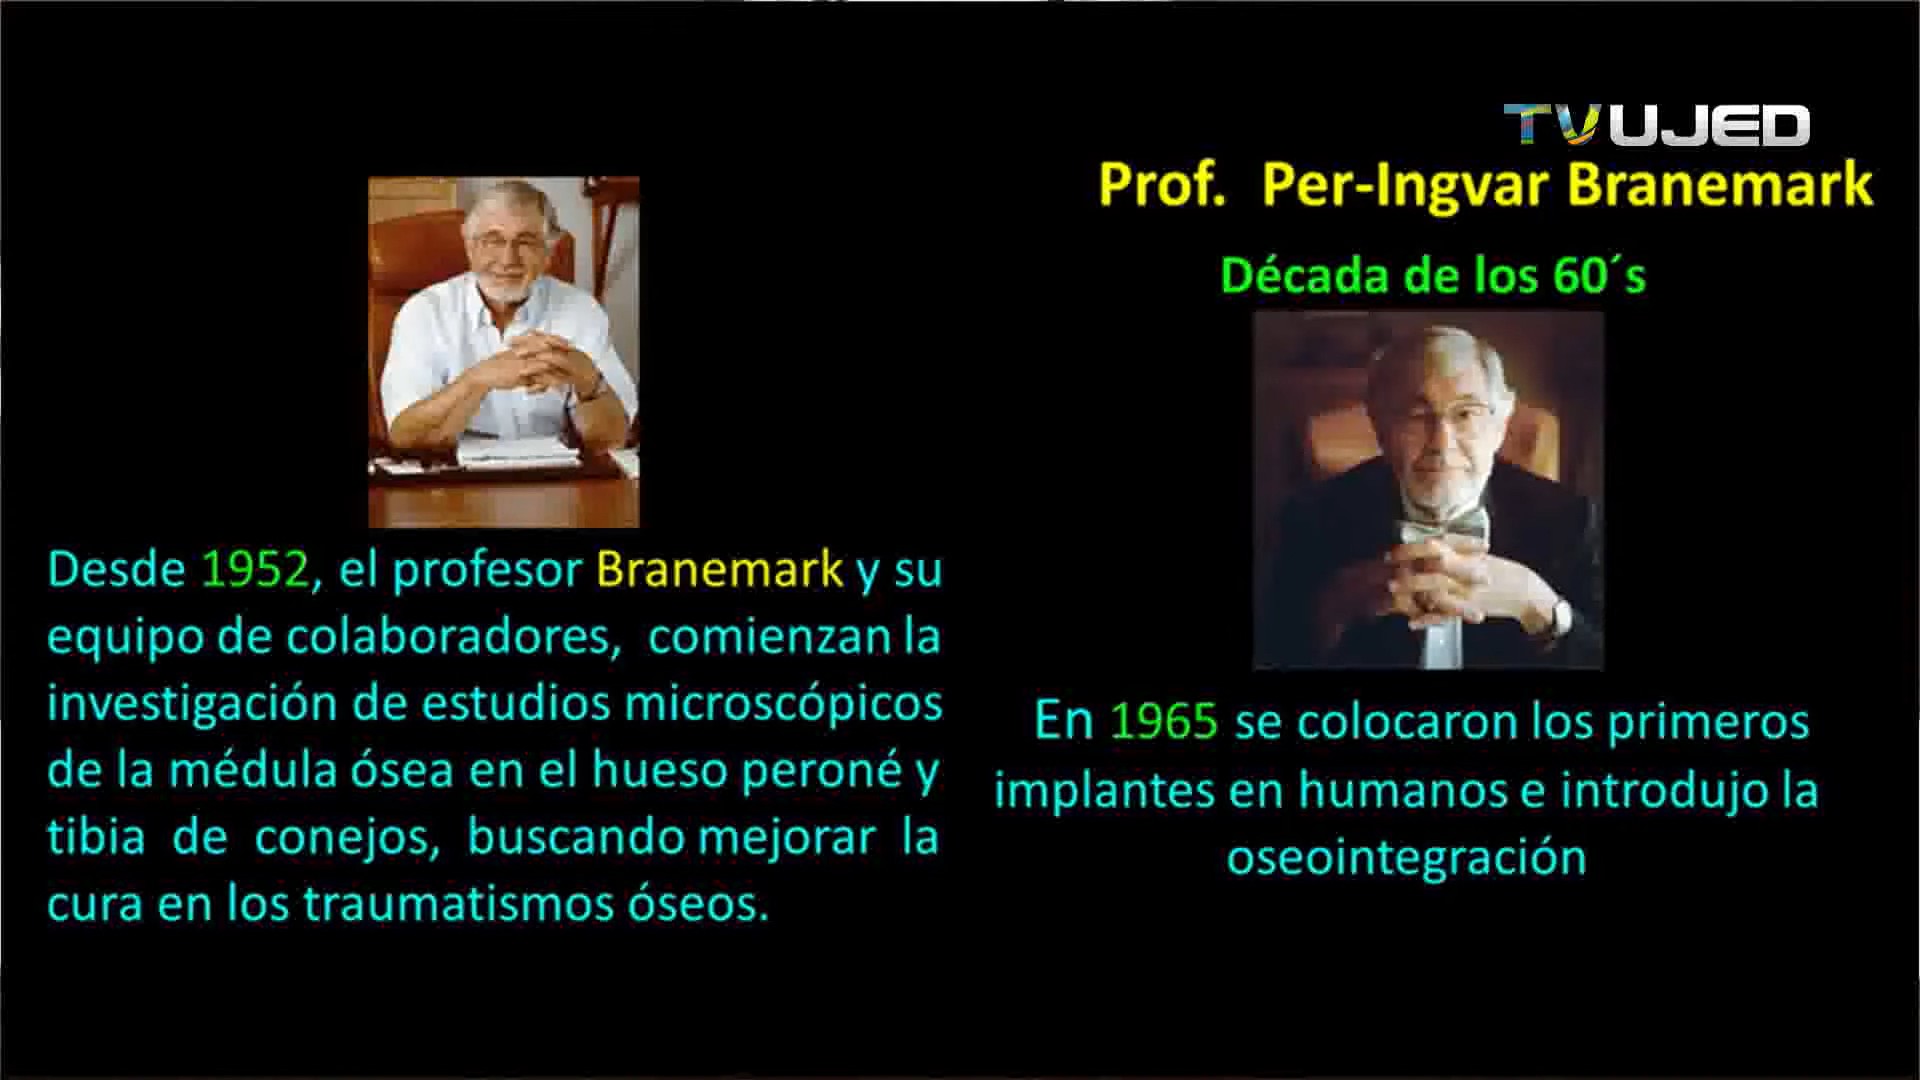 TVUJED
Prof. Per-Ingvar Branemark
Década de los 60´s
Desde 1952, el profesor Branemark y su
equipo de colaboradores, comienzan la
investigación de estudios microscópicos
de la médula ósea en el hueso peroné y
tibia de conejos, buscando mejorar la
cura en los traumatismos óseos.
En 1965 se colocaron los primeros
implantes en humanos e introdujo la
oseointegración